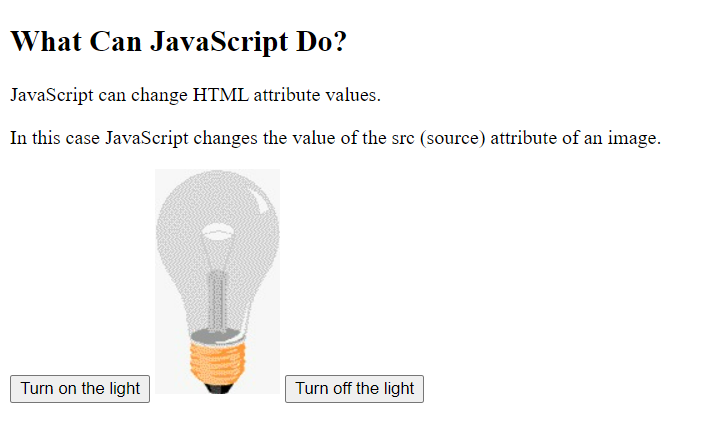 What Can JavaScript Do?
JavaScript can change HTML attribute values.
In this case JavaScript changes the value of the src (source) attribute of an image.
Turn on the light
Turn off the light